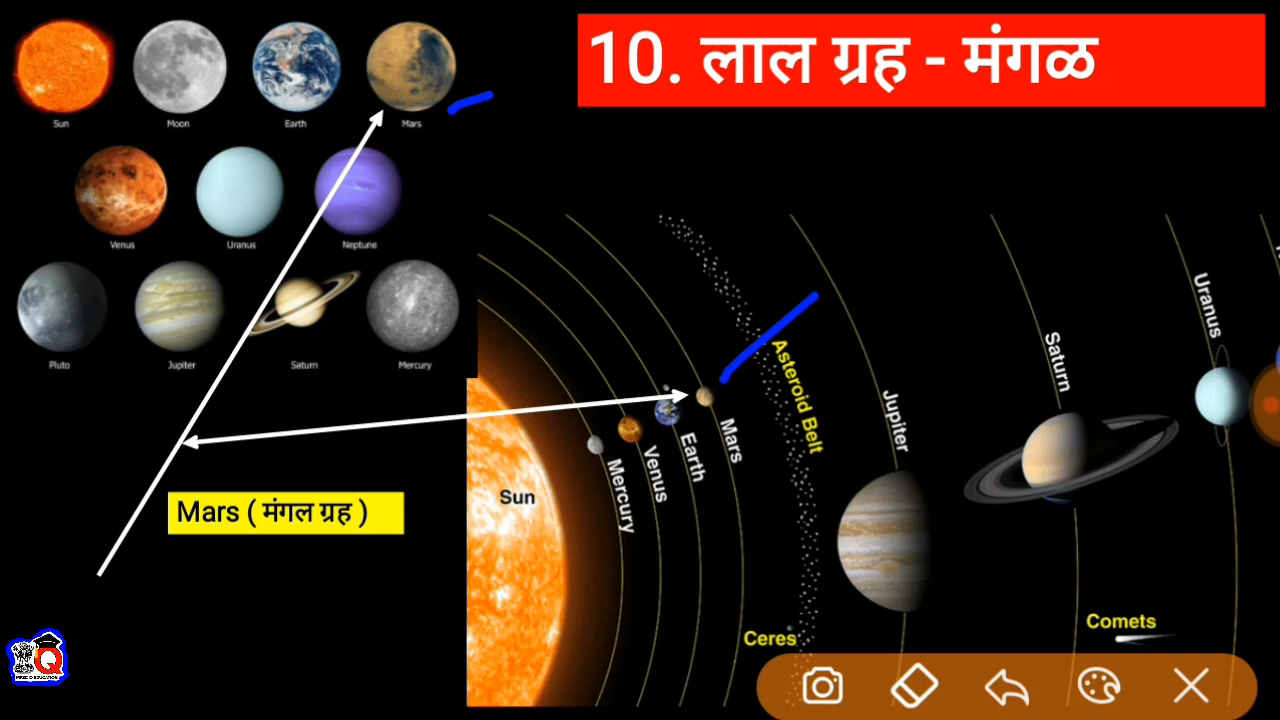 10. लाल ग्रह - मंगळ
Sun
Moon
Earth
Mars
Venus
Uranus
Neptune
Pluto
Jupiter
Saturn
Mercury
Mars ( मंगल ग्रह )
Sun
Mercury
Venus
Earth
Mars
Asteroid Belt
Ceres
Jupiter
Saturn
Comets
Uranus